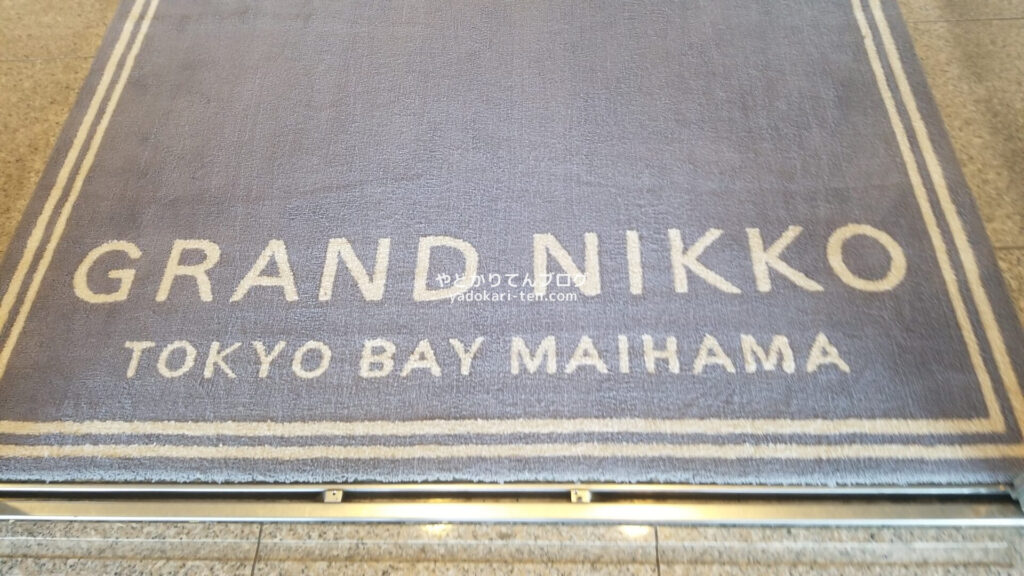 GRAND NIKKO
やどかりてんブログ
yadokari-ten.com
TOKYO BAY MAIHAMA